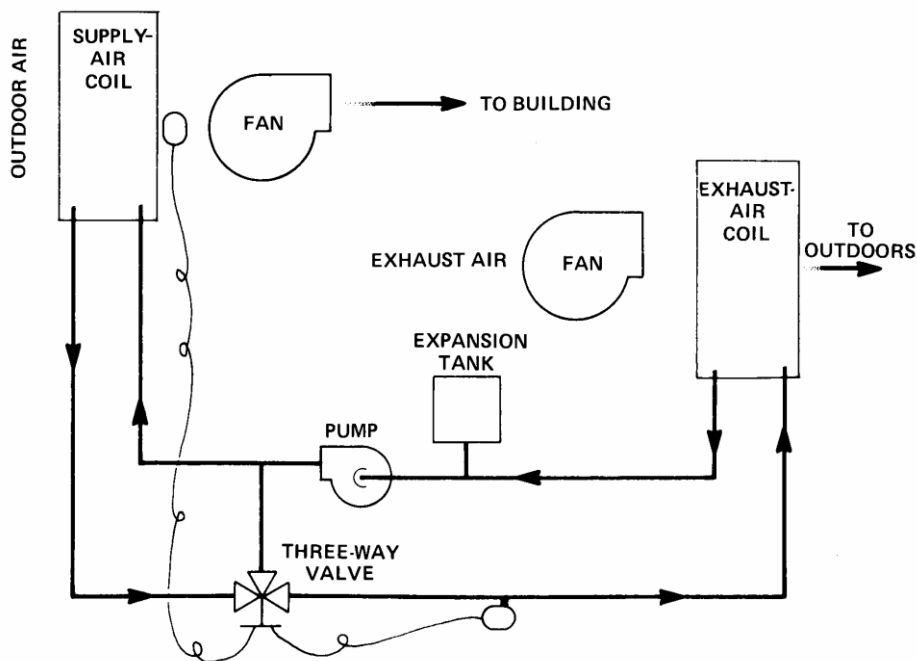 OUTDOOR AIR
SUPPLY-
AIR
COIL
FAN
TO BUILDING
EXHAUST-
AIR
COIL
TO
OUTDOORS
EXHAUST AIR
FAN
EXPANSION
TANK
PUMP
THREE-WAY
VALVE